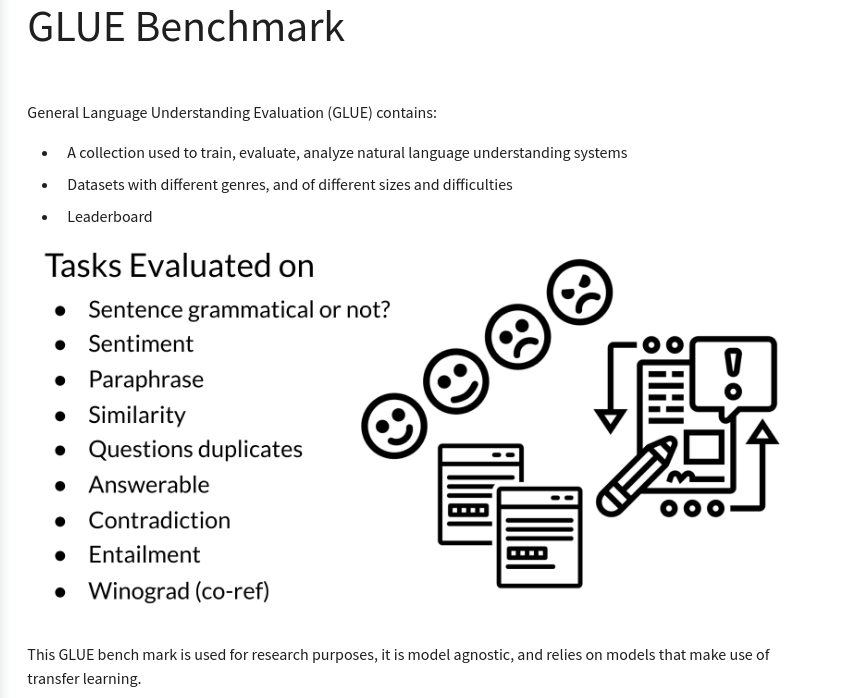 GLUE Benchmark
General Language Understanding Evaluation (GLUE) contains:
• A collection used to train, evaluate, analyze natural language understanding systems
• Datasets with different genres, and of different sizes and difficulties
• Leaderboard
Tasks Evaluated on
• Sentence grammatical or not?
• Sentiment
• Paraphrase
• Similarity
• Questions duplicates
• Answerable
• Contradiction
• Entailment
• Winograd (co-ref)
This GLUE bench mark is used for research purposes, it is model agnostic, and relies on models that make use of
transfer learning.